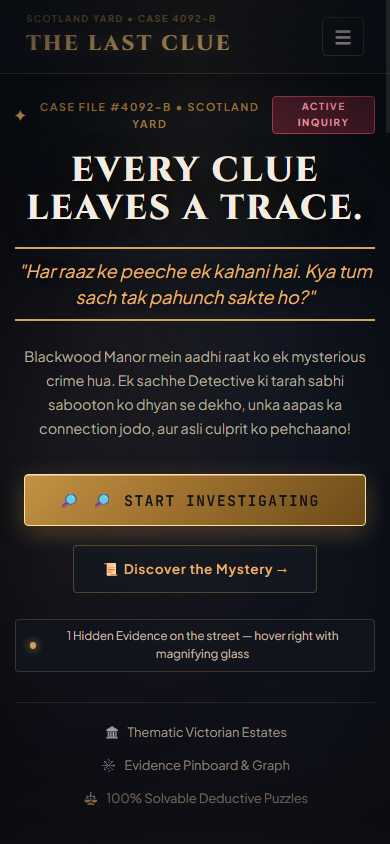 SCOTLAND YARD • CASE 4092-B
THE LAST CLUE
CASE FILE #4092-B • SCOTLAND
YARD
ACTIVE
INQUIRY
EVERY CLUE
LEAVES A TRACE.
"Har raaz ke peeche ek kahani hai. Kya tum
sach tak pahunch sakte ho?"
Blackwood Manor mein aadhi raat ko ek mysterious
crime hua. Ek sachhe Detective ki tarah sabhi
sabooton ko dhyan se dekho, unka aapas ka
connection jodo, aur asli culprit ko pehchaano!
🔎 🔎 START INVESTIGATING
📜 Discover the Mystery →
1 Hidden Evidence on the street — hover right with
magnifying glass
🏛 Thematic Victorian Estates
🕸 Evidence Pinboard & Graph
⚖ 100% Solvable Deductive Puzzles